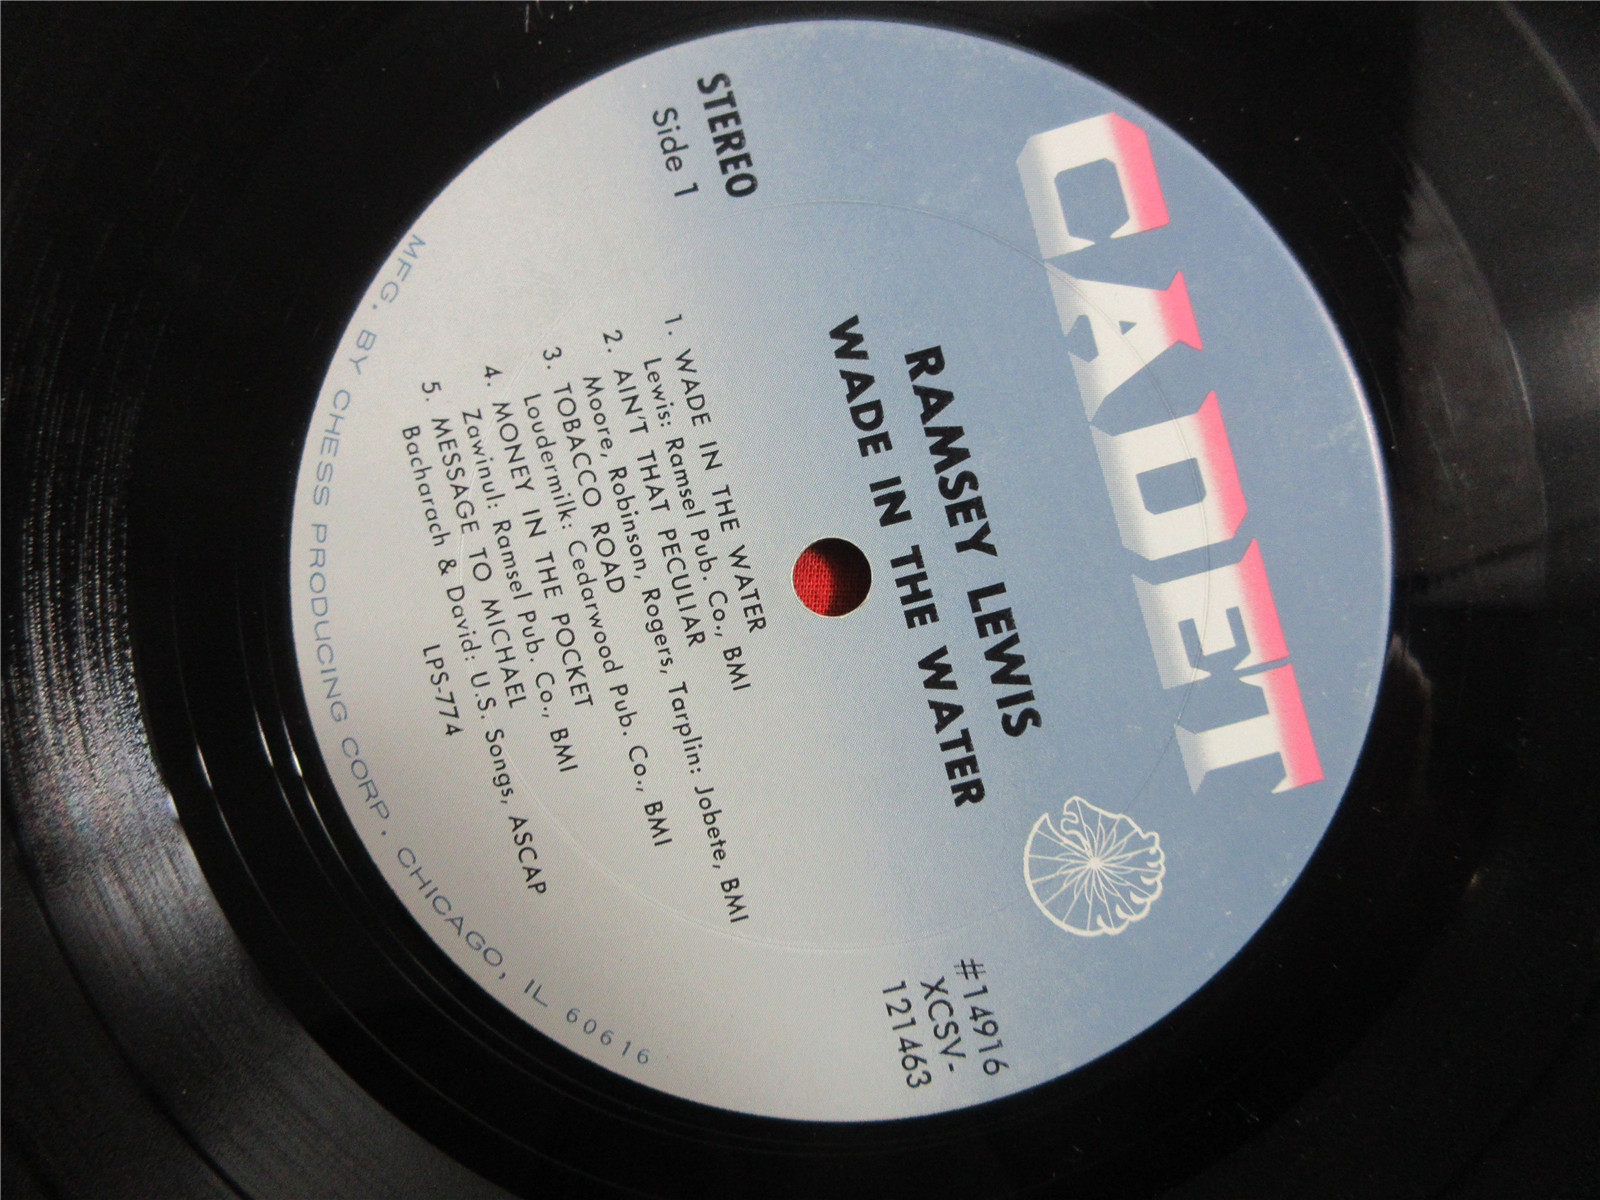 CADET
RAMSEY LEWIS
WADE IN THE WATER
STEREO
Side 1
#14916
XCSV-
121463
1. WADE IN THE WATER
Lewis: Ramsel Pub. Co., BMI
2. AIN'T THAT PECULIAR
Moore, Robinson, Rogers, Tarplin: Jobete, BMI
3. TOBACCO ROAD
Loudermilk: Cedarwood Pub. Co., BMI
4. MONEY IN THE POCKET
Zawinul: Ramsel Pub. Co., BMI
5. MESSAGE TO MICHAEL
Bacharach & David: U.S. Songs, ASCAP
LPS-774
MFG. BY CHESS PRODUCING CORP. CHICAGO, IL 60616